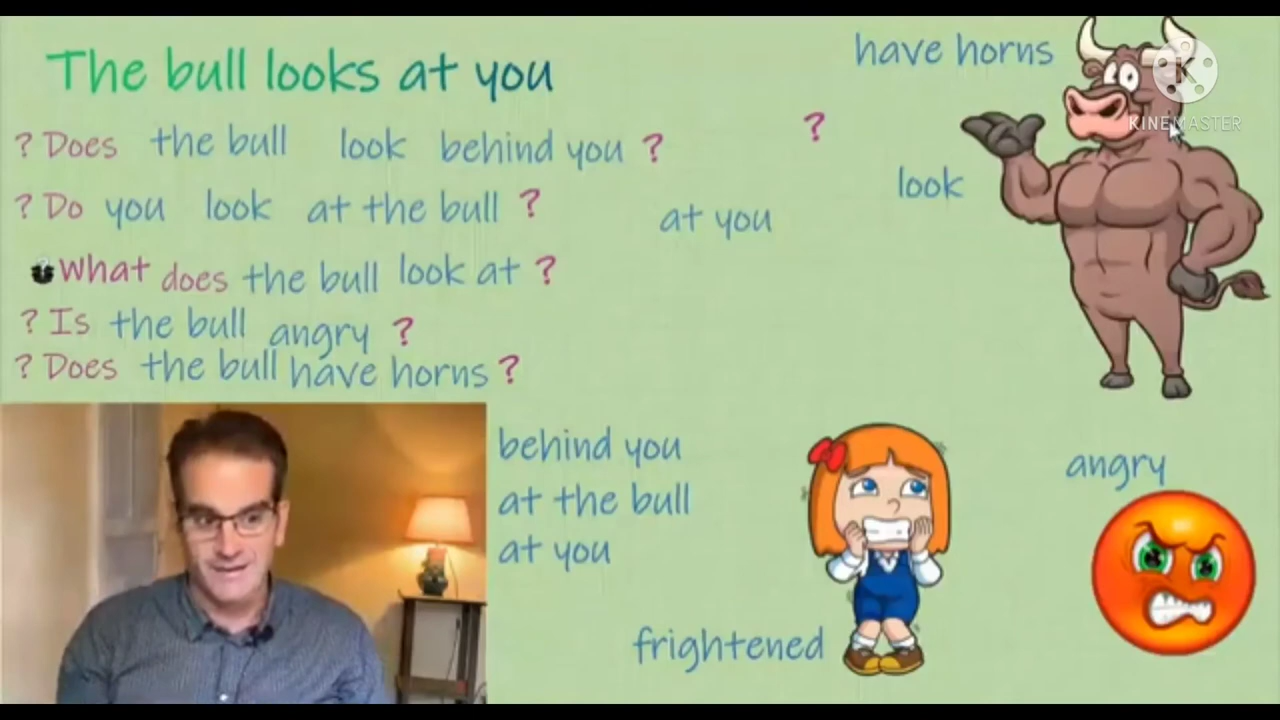 The bull looks at you
have horns
KINEMASTER
? Does the bull look behind you ?
?
look
? Do you look at the bull ?
at you
What does the bull look at ?
? Is the bull angry ?
? Does the bull have horns ?
behind you
at the bull
at you
angry
frightened